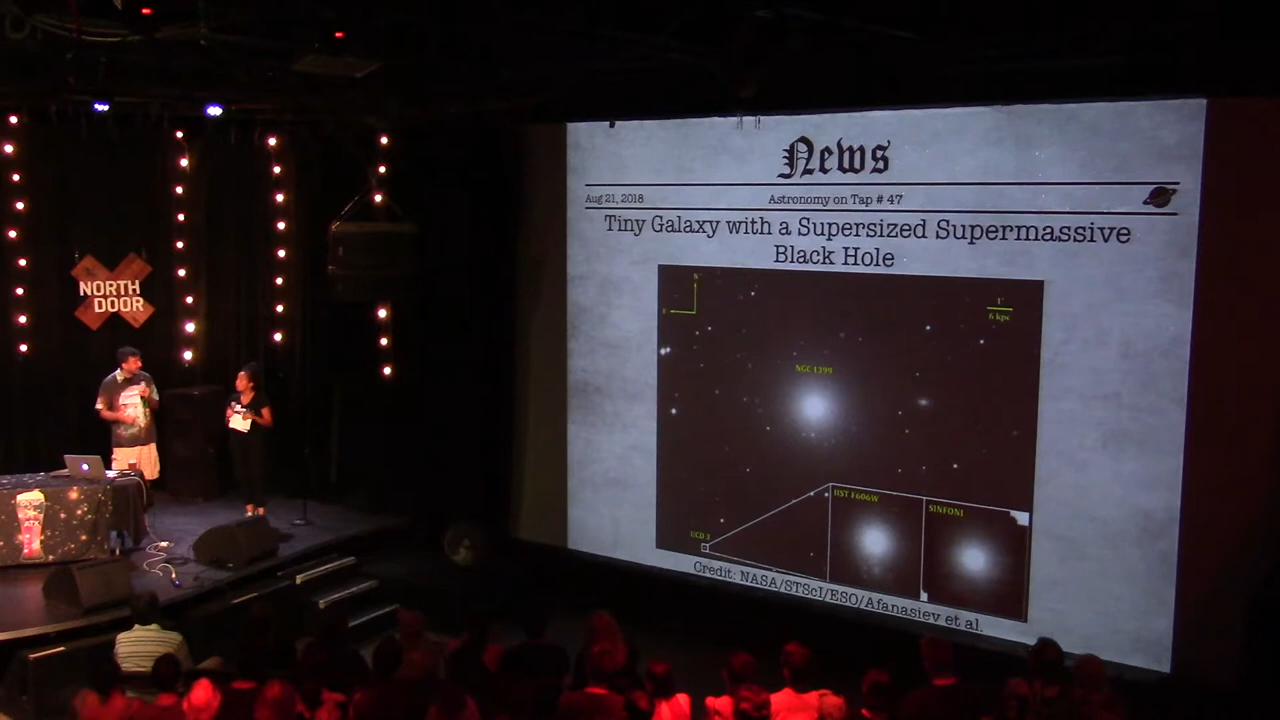 News
Aug 21, 2018
Astronomy on Tap # 47
Tiny Galaxy with a Supersized Supermassive
Black Hole
N
E
1'
6 kpc
NGC 1399
UCD 3
HST F606W
SINFONI
Credit: NASA/STScI/ESO/Afanasiev et al.
NORTH
DOOR
ATX